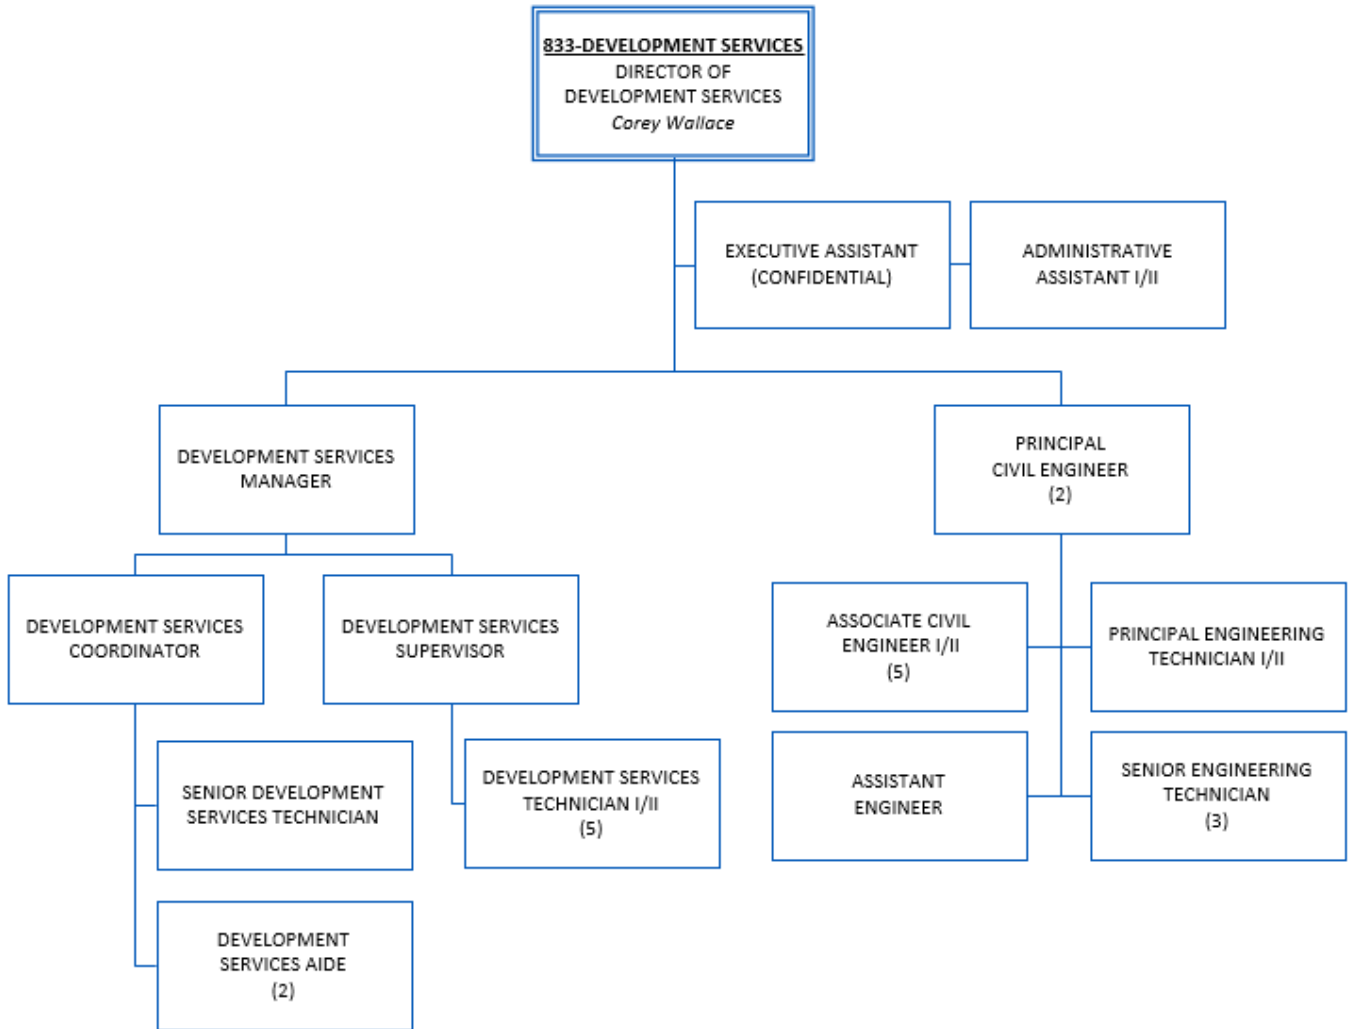 833-DEVELOPMENT SERVICES
DIRECTOR OF
DEVELOPMENT SERVICES
Corey Wallace
EXECUTIVE ASSISTANT
(CONFIDENTIAL)
ADMINISTRATIVE
ASSISTANT I/II
DEVELOPMENT SERVICES
MANAGER
PRINCIPAL
CIVIL ENGINEER
(2)
DEVELOPMENT SERVICES
COORDINATOR
DEVELOPMENT SERVICES
SUPERVISOR
ASSOCIATE CIVIL
ENGINEER I/II
(5)
PRINCIPAL ENGINEERING
TECHNICIAN I/II
SENIOR DEVELOPMENT
SERVICES TECHNICIAN
DEVELOPMENT SERVICES
TECHNICIAN I/II
(5)
ASSISTANT
ENGINEER
SENIOR ENGINEERING
TECHNICIAN
(3)
DEVELOPMENT
SERVICES AIDE
(2)